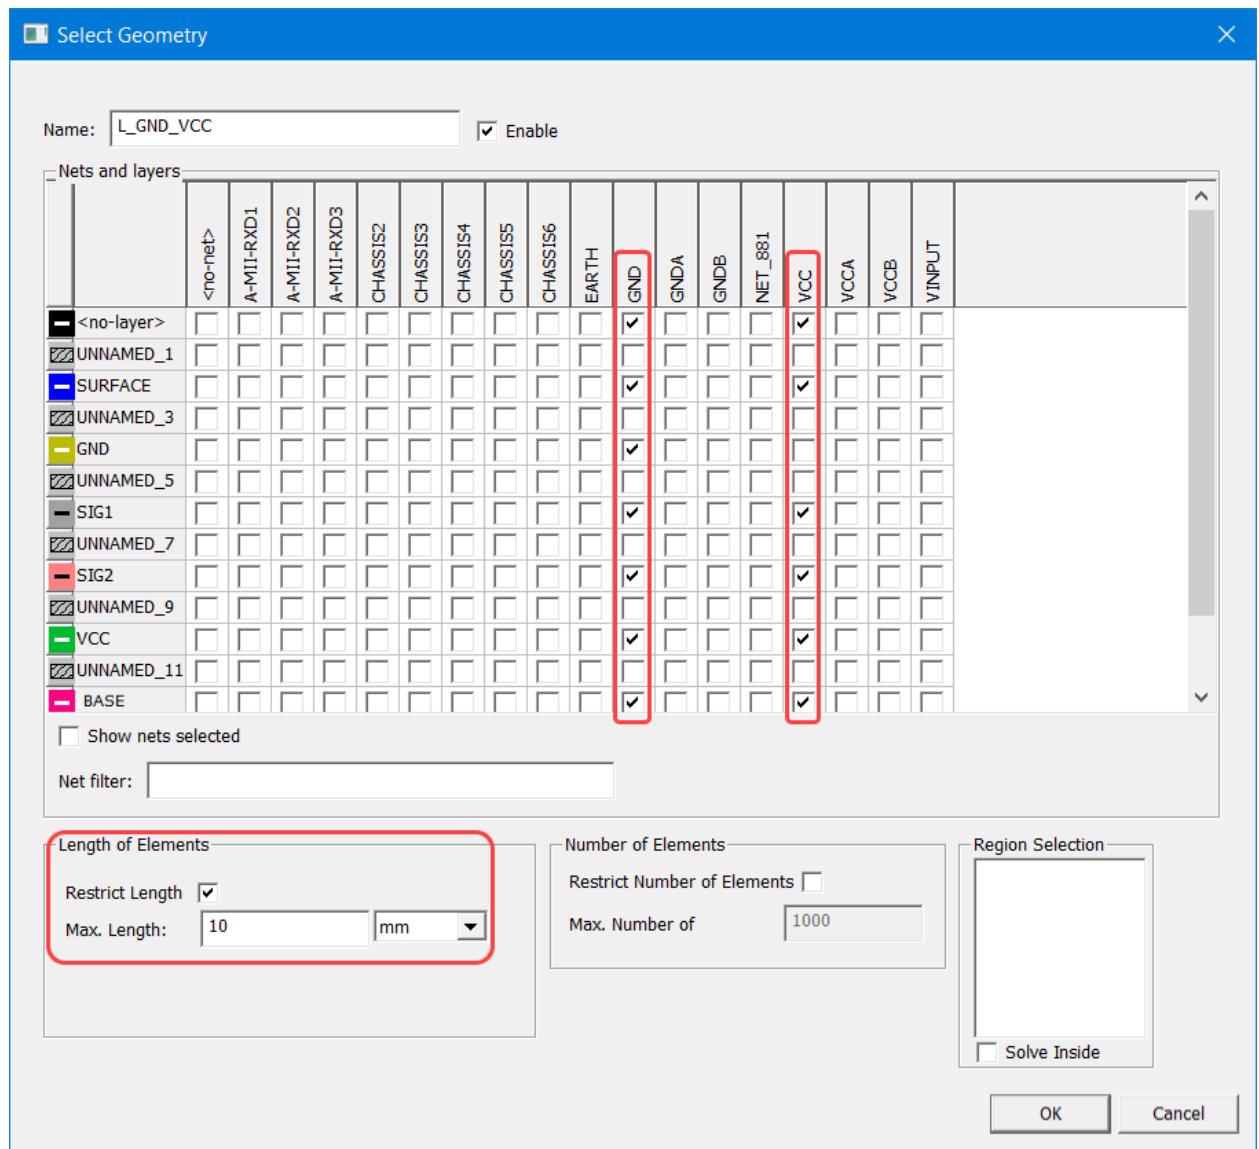 Select Geometry
Name: L_GND_VCC Enable
Nets and layers
<no-net> A-MII-RXD1 A-MII-RXD2 A-MII-RXD3 CHASSIS2 CHASSIS3 CHASSIS4 CHASSIS5 CHASSIS6 EARTH GND GNDA GNDB NET_881 VCC VCCA VCCB VINPUT
<no-layer>
UNNAMED_1
SURFACE
UNNAMED_3
GND
UNNAMED_5
SIG1
UNNAMED_7
SIG2
UNNAMED_9
VCC
UNNAMED_11
BASE
Show nets selected
Net filter:
Length of Elements Number of Elements Region Selection
Restrict Length Restrict Number of Elements
Max. Length: 10 mm Max. Number of 1000
Solve Inside
OK Cancel